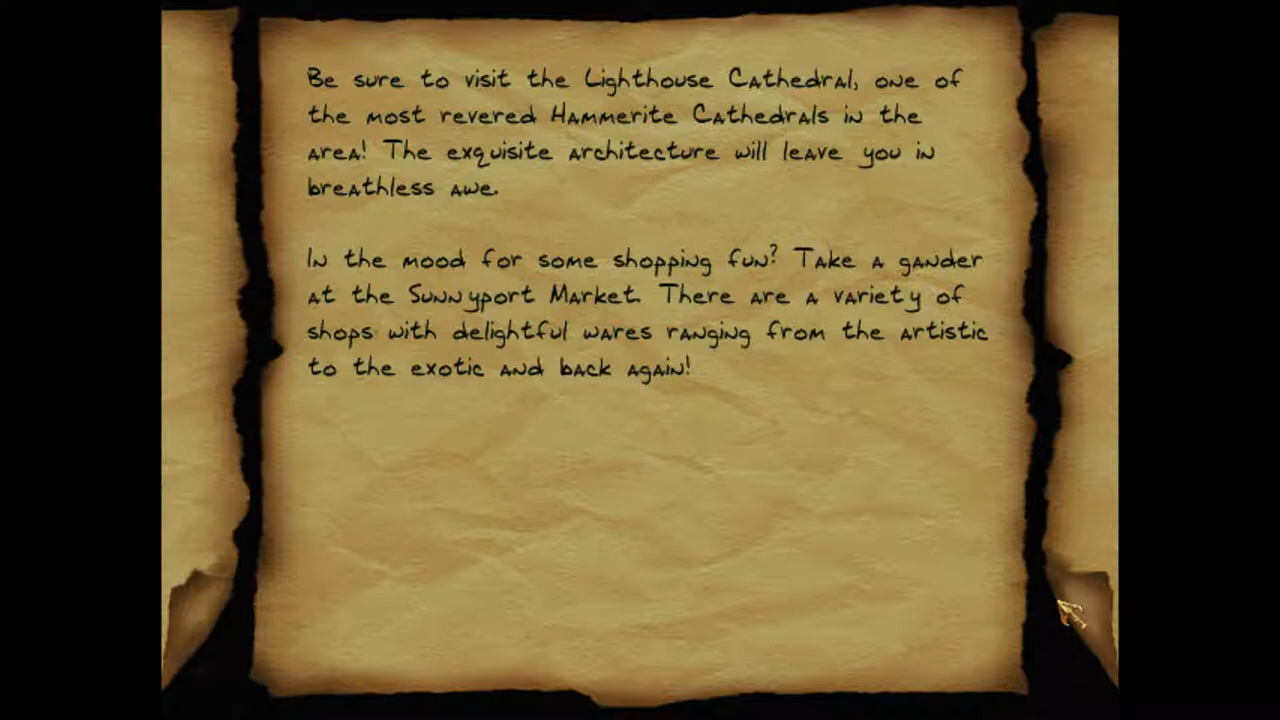 Be sure to visit the Lighthouse Cathedral, one of
the most revered Hammerite Cathedrals in the
area! The exquisite architecture will leave you in
breathless awe.
In the mood for some shopping fun? Take a gander
at the Sunnyport Market. There are a variety of
shops with delightful wares ranging from the artistic
to the exotic and back again!